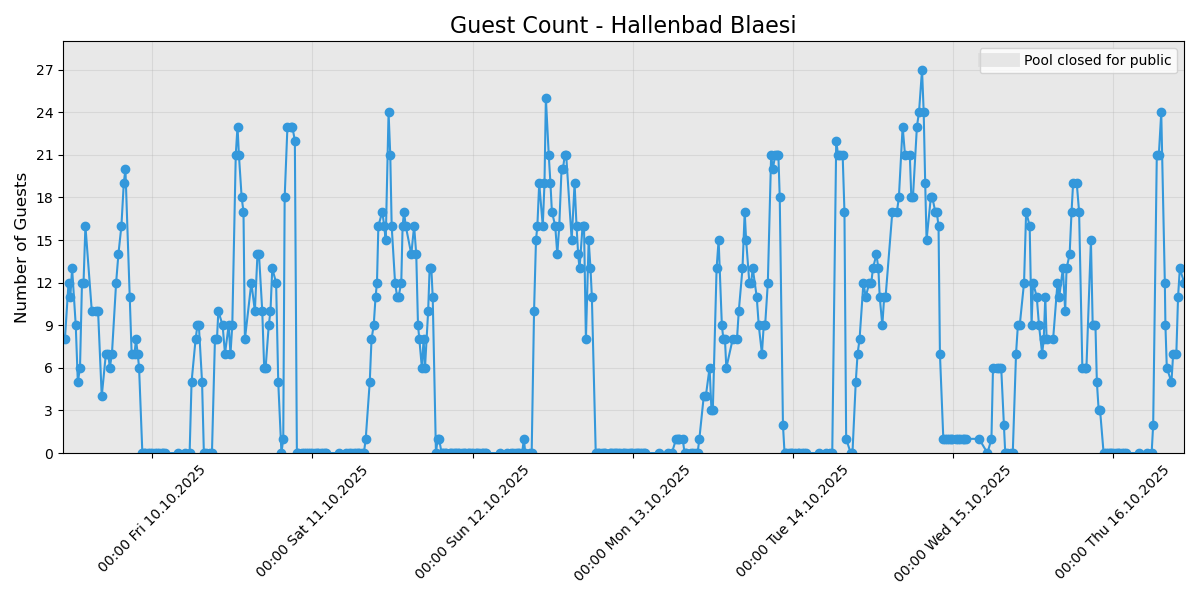 Guest Count - Hallenbad Blaesi
Pool closed for public
Number of Guests
27
24
21
18
15
12
9
6
3
0
00:00 Fri 10.10.2025
00:00 Sat 11.10.2025
00:00 Sun 12.10.2025
00:00 Mon 13.10.2025
00:00 Tue 14.10.2025
00:00 Wed 15.10.2025
00:00 Thu 16.10.2025